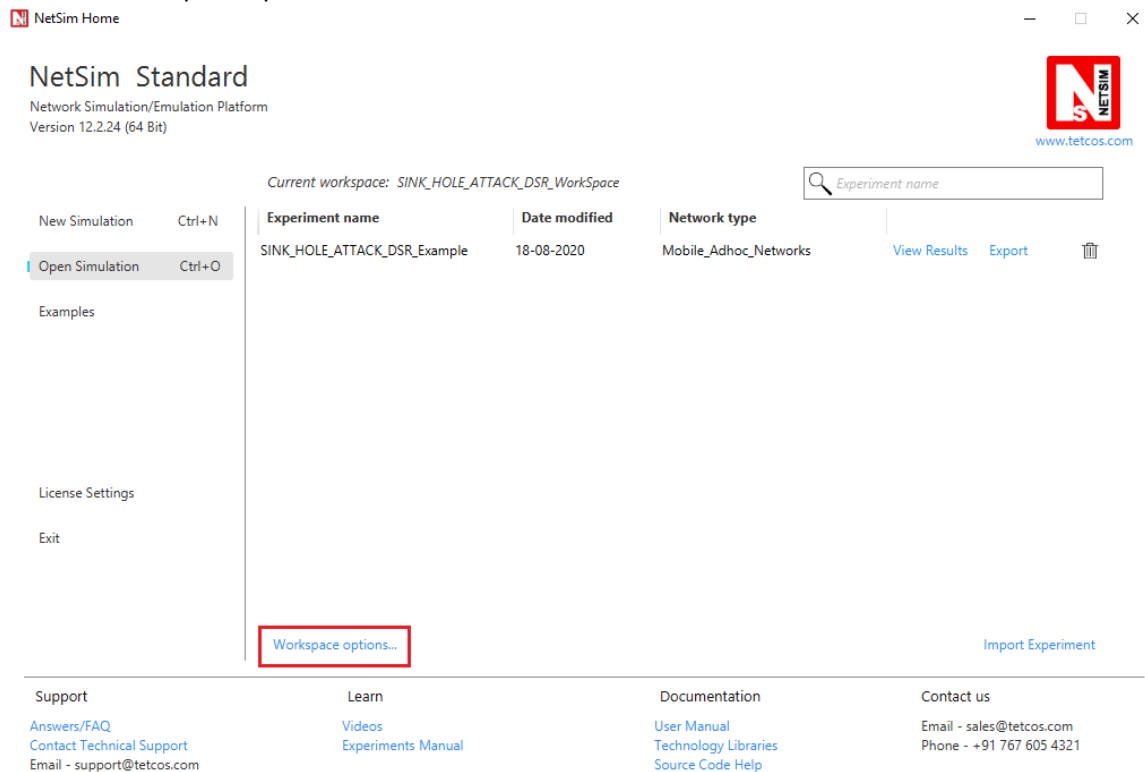 NetSim Home
NetSim Standard
Network Simulation/Emulation Platform
Version 12.2.24 (64 Bit)
NETSIM
N
S
www.tetcos.com
Current workspace: SINK_HOLE_ATTACK_DSR_WorkSpace
Experiment name
New Simulation Ctrl+N
Experiment name Date modified Network type
SINK_HOLE_ATTACK_DSR_Example 18-08-2020 Mobile_Adhoc_Networks View Results Export
Open Simulation Ctrl+O
Examples
License Settings
Exit
Workspace options... Import Experiment
Support Learn Documentation Contact us
Answers/FAQ Videos User Manual Email - sales@tetcos.com
Contact Technical Support Experiments Manual Technology Libraries Phone - +91 767 605 4321
Email - support@tetcos.com Source Code Help